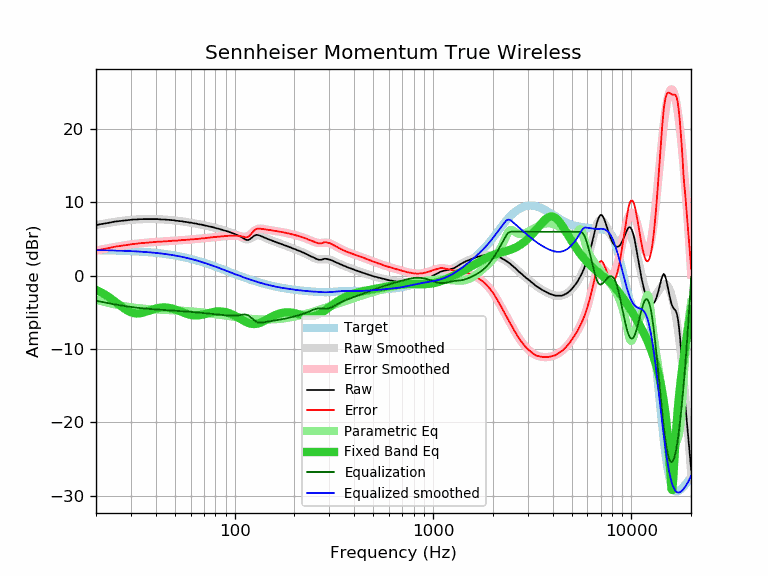 Sennheiser Momentum True Wireless
Amplitude (dBr)
20
10
0
−10
−20
−30
Target
Raw Smoothed
Error Smoothed
Raw
Error
Parametric Eq
Fixed Band Eq
Equalization
Equalized smoothed
100
1000
10000
Frequency (Hz)